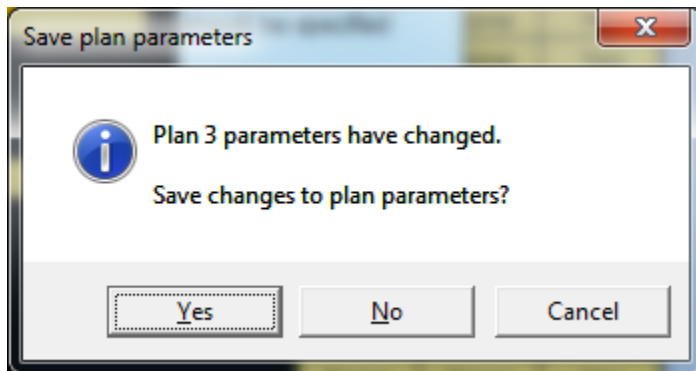 Save plan parameters
Plan 3 parameters have changed.
Save changes to plan parameters?
Yes
No
Cancel